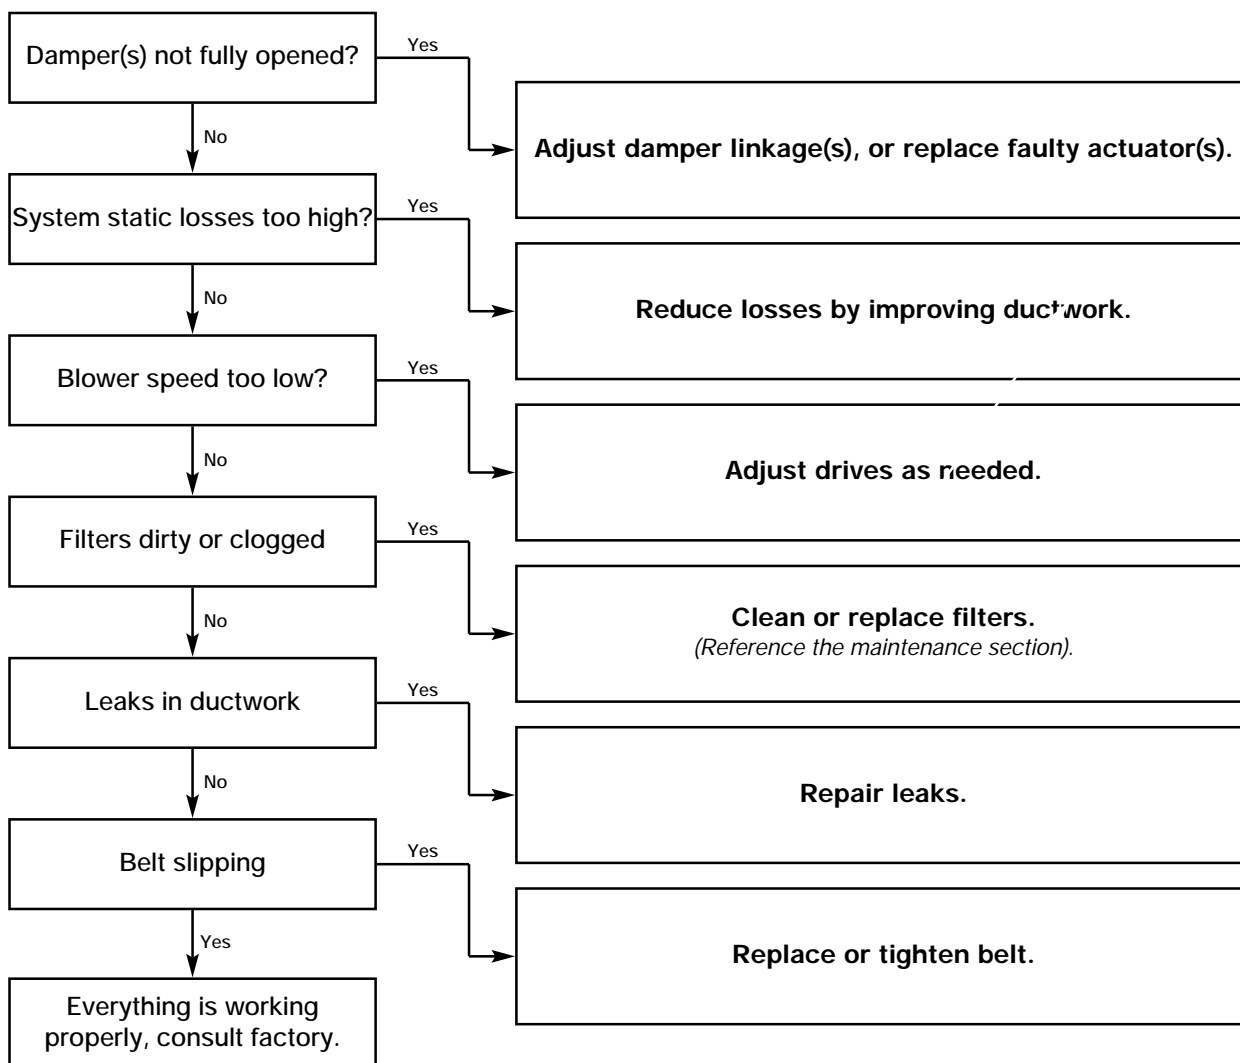 Damper(s) not fully opened?
Yes
Adjust damper linkage(s), or replace faulty actuator(s).
No
System static losses too high?
Yes
Reduce losses by improving ductwork.
No
Blower speed too low?
Yes
Adjust drives as needed.
No
Filters dirty or clogged
Yes
Clean or replace filters.
(Reference the maintenance section).
No
Leaks in ductwork
Yes
Repair leaks.
No
Belt slipping
Yes
Replace or tighten belt.
Yes
Everything is working
properly, consult factory.